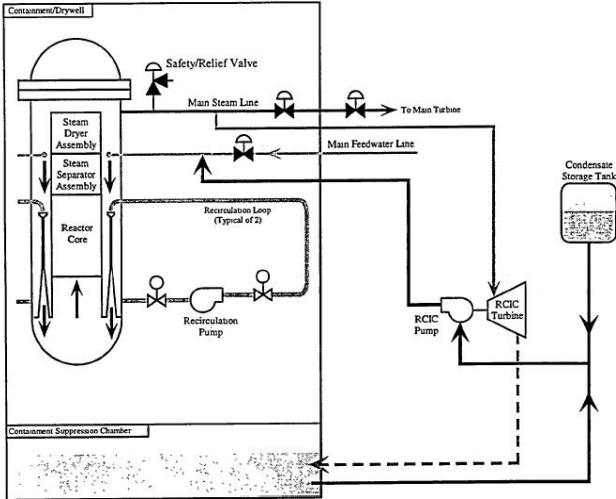 Containment/Drywell
Safety/Relief Valve
Main Steam Line
To Main Turbine
Steam
Dryer
Assembly
Main Feedwater Line
Steam
Separator
Assembly
Condensate
Storage Tank
Recirculation Loop
(Typical of 2)
Reactor
Core
Recirculation
Pump
RCIC
Pump
RCIC
Turbine
Containment Suppression Chamber